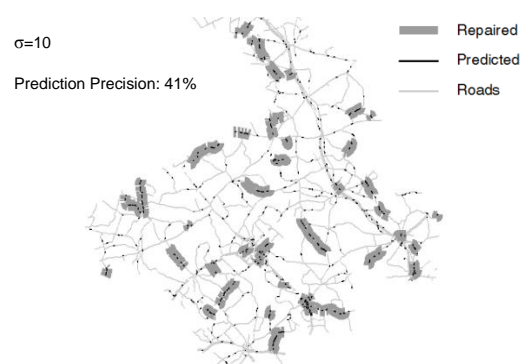 σ=10
Prediction Precision: 41%
Repaired
Predicted
Roads